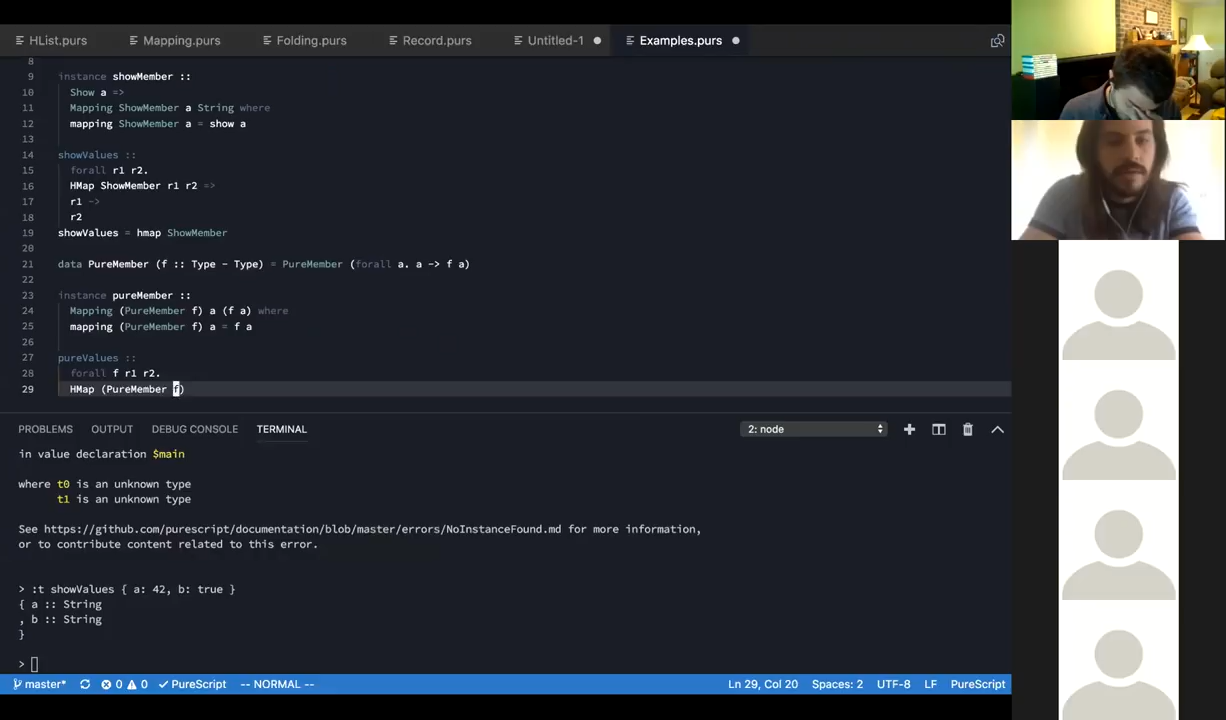 HList.purs Mapping.purs Folding.purs Record.purs Untitled-1 Examples.purs
8
9 instance showMember ::
10 Show a =>
11 Mapping ShowMember a String where
12 mapping ShowMember a = show a
13
14 showValues ::
15 forall r1 r2.
16 HMap ShowMember r1 r2 =>
17 r1 ->
18 r2
19 showValues = hmap ShowMember
20
21 data PureMember (f :: Type - Type) = PureMember (forall a. a -> f a)
22
23 instance pureMember ::
24 Mapping (PureMember f) a (f a) where
25 mapping (PureMember f) a = f a
26
27 pureValues ::
28 forall f r1 r2.
29 HMap (PureMember f)
PROBLEMS OUTPUT DEBUG CONSOLE TERMINAL 2: node
in value declaration $main
where t0 is an unknown type
t1 is an unknown type
See https://github.com/purescript/documentation/blob/master/errors/NoInstanceFound.md for more information,
or to contribute content related to this error.
> :t showValues { a: 42, b: true }
{ a :: String
, b :: String
}
>
master* 0 0 PureScript -- NORMAL -- Ln 29, Col 20 Spaces: 2 UTF-8 LF PureScript